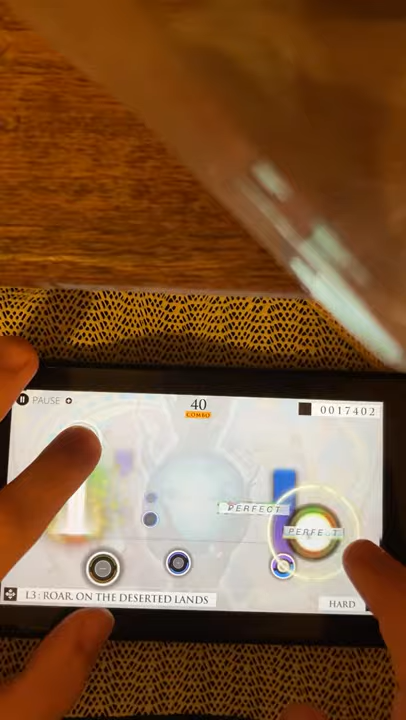 PAUSE
40
COMBO
0017402
PERFECT
PERFECT
L3 : ROAR ON THE DESERTED LANDS
HARD